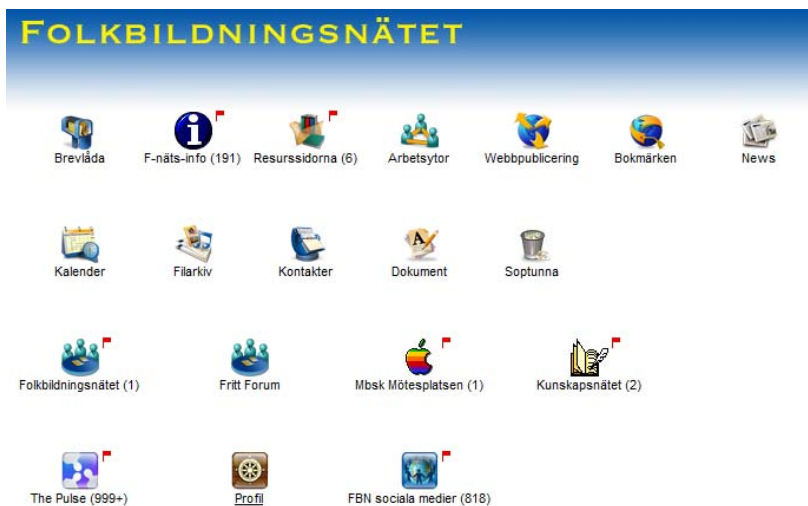 FOLKBILDNINGSNÄTET
Brevlåda F-näts-info (191) Resurssidorna (6) Arbetsytor Webbpublicering Bokmärken News
Kalender Filarkiv Kontakter Dokument Soptunna
Folkbildningsnätet (1) Fritt Forum Mbsk Mötesplatsen (1) Kunskapsnätet (2)
The Pulse (999+) Profil FBN sociala medier (818)